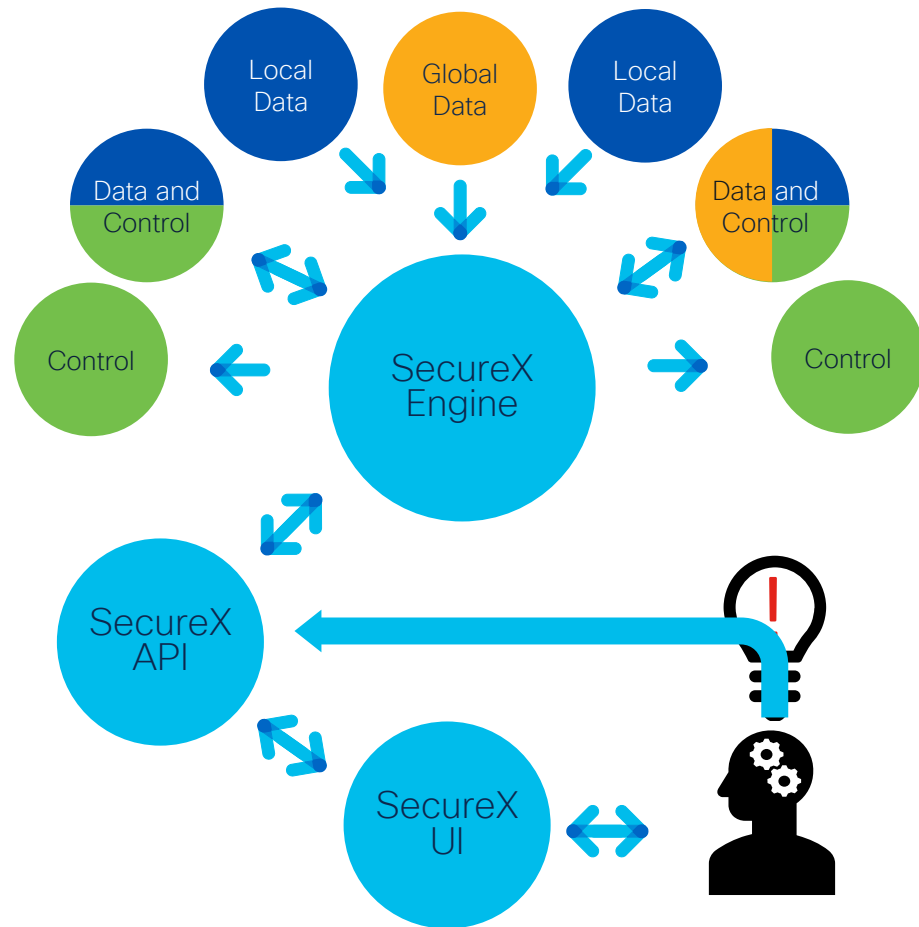 Local
Data
Global
Data
Local
Data
Data and
Control
Data and
Control
Control
SecureX
Engine
Control
SecureX
API
!
SecureX
UI